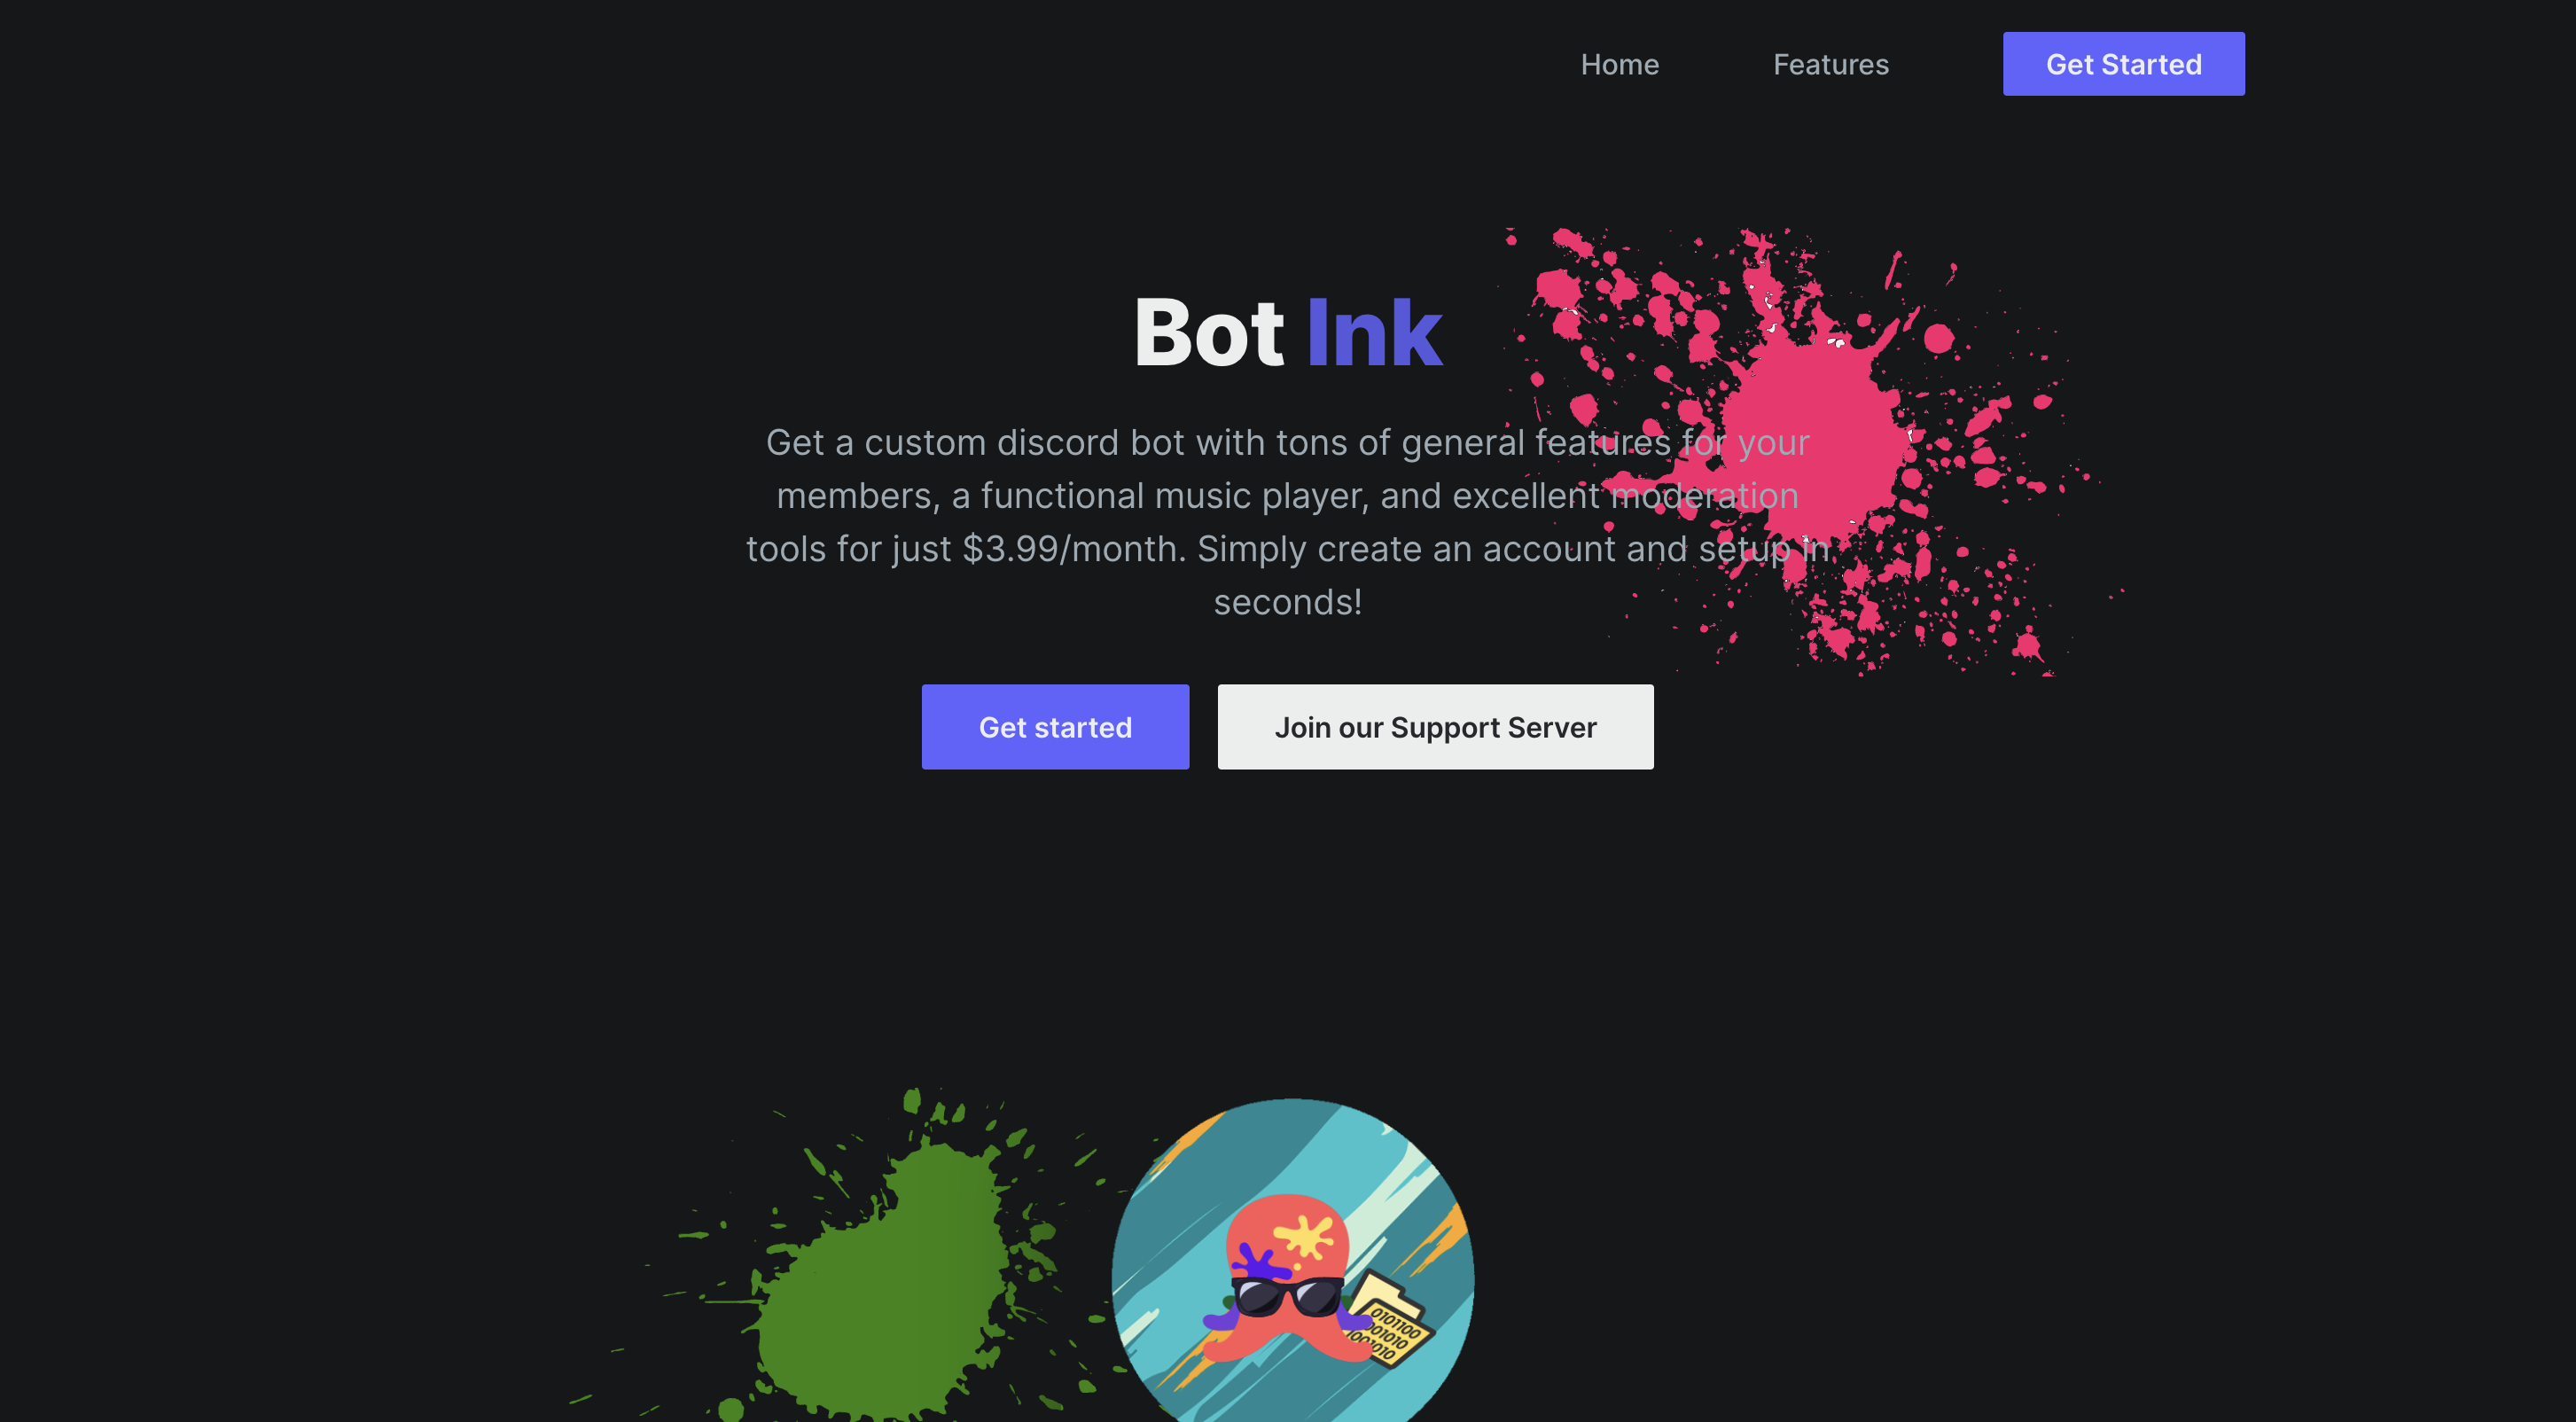 Home
Features
Get Started
Bot Ink
Get a custom discord bot with tons of general features for your
members, a functional music player, and excellent moderation
tools for just $3.99/month. Simply create an account and setup in
seconds!
Get started
Join our Support Server
0101100
001010
10010